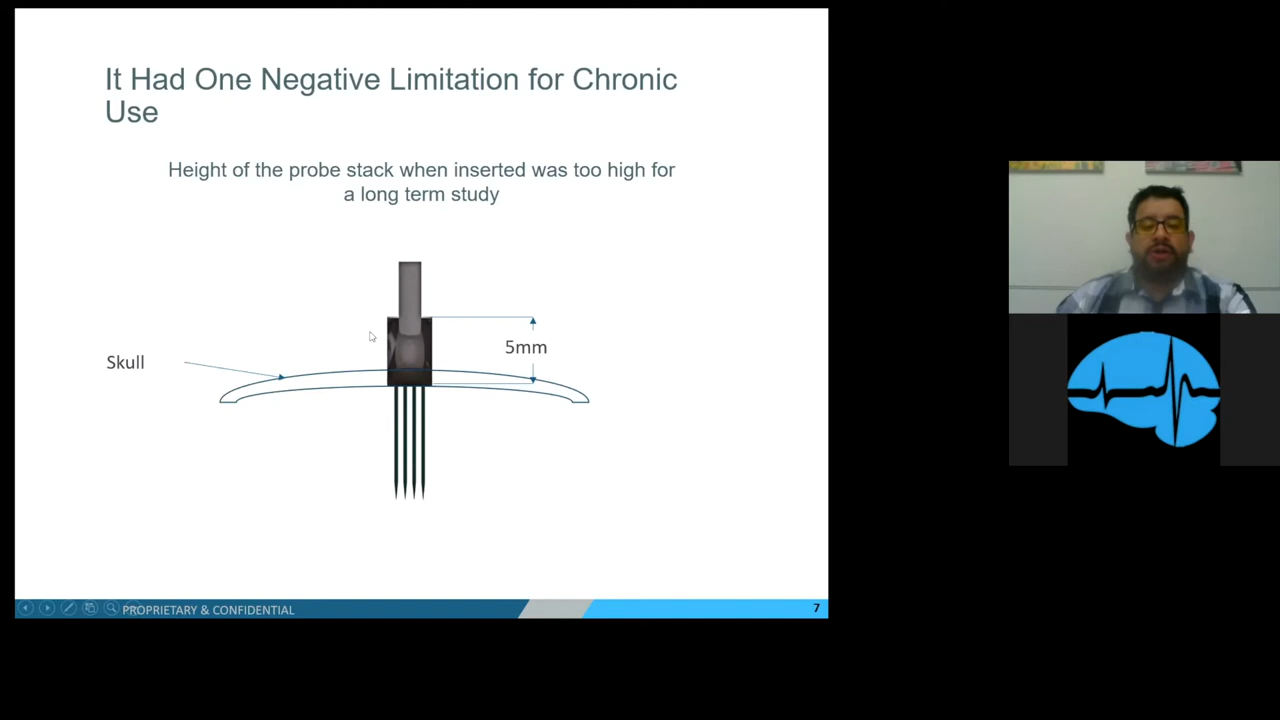 It Had One Negative Limitation for Chronic
Use
Height of the probe stack when inserted was too high for
a long term study
5mm
Skull
PROPRIETARY & CONFIDENTIAL
7